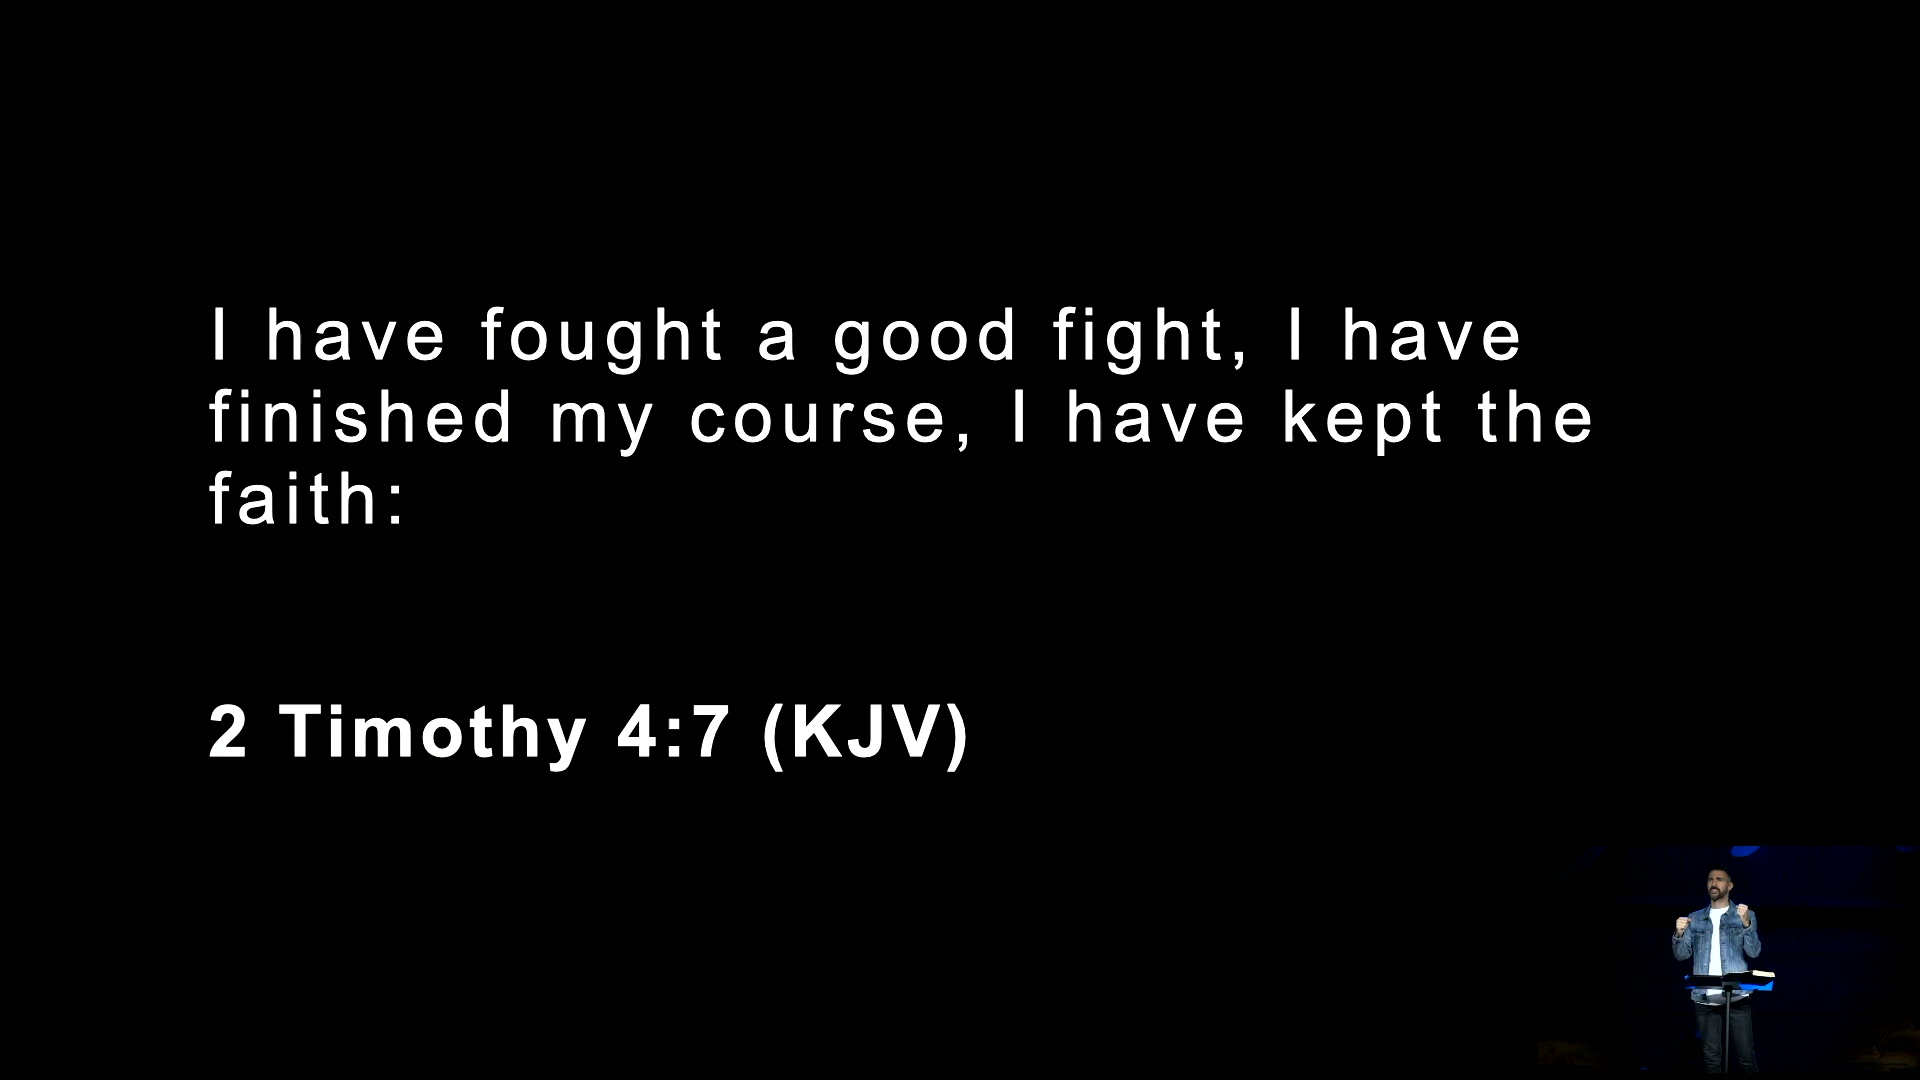 I have fought a good fight, I have
finished my course, I have kept the
faith:
2 Timothy 4:7 (KJV)